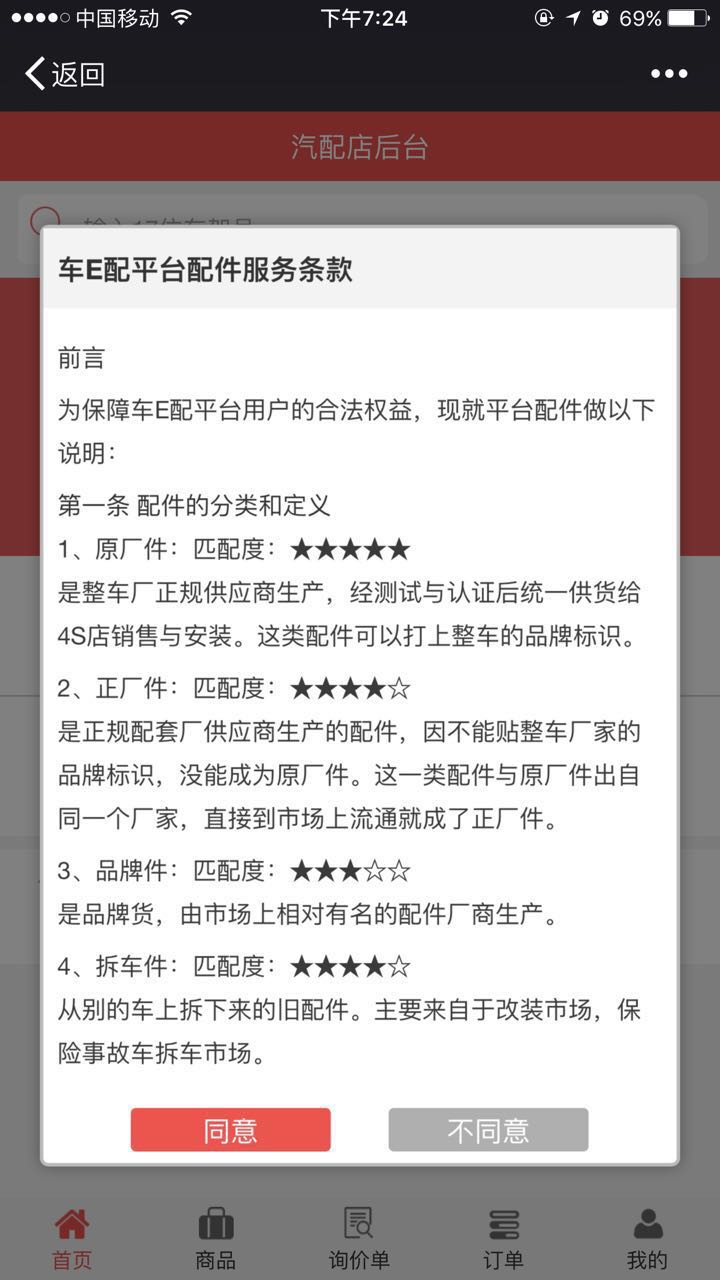 中国移动
下午7:24
69%
返回
汽配店后台
车E配平台配件服务条款
前言
为保障车E配平台用户的合法权益，现就平台配件做以下
说明：
第一条 配件的分类和定义
1、原厂件：匹配度：★★★★★
是整车厂正规供应商生产，经测试与认证后统一供货给
4S店销售与安装。这类配件可以打上整车的品牌标识。
2、正厂件：匹配度：★★★★☆
是正规配套厂供应商生产的配件，因不能贴整车厂家的
品牌标识，没能成为原厂件。这一类配件与原厂件出自
同一个厂家，直接到市场上流通就成了正厂件。
3、品牌件：匹配度：★★★☆☆
是品牌货，由市场上相对有名的配件厂商生产。
4、拆车件：匹配度：★★★★☆
从别的车上拆下来的旧配件。主要来自于改装市场，保
险事故车拆车市场。
同意 不同意
首页 商品 询价单 订单 我的